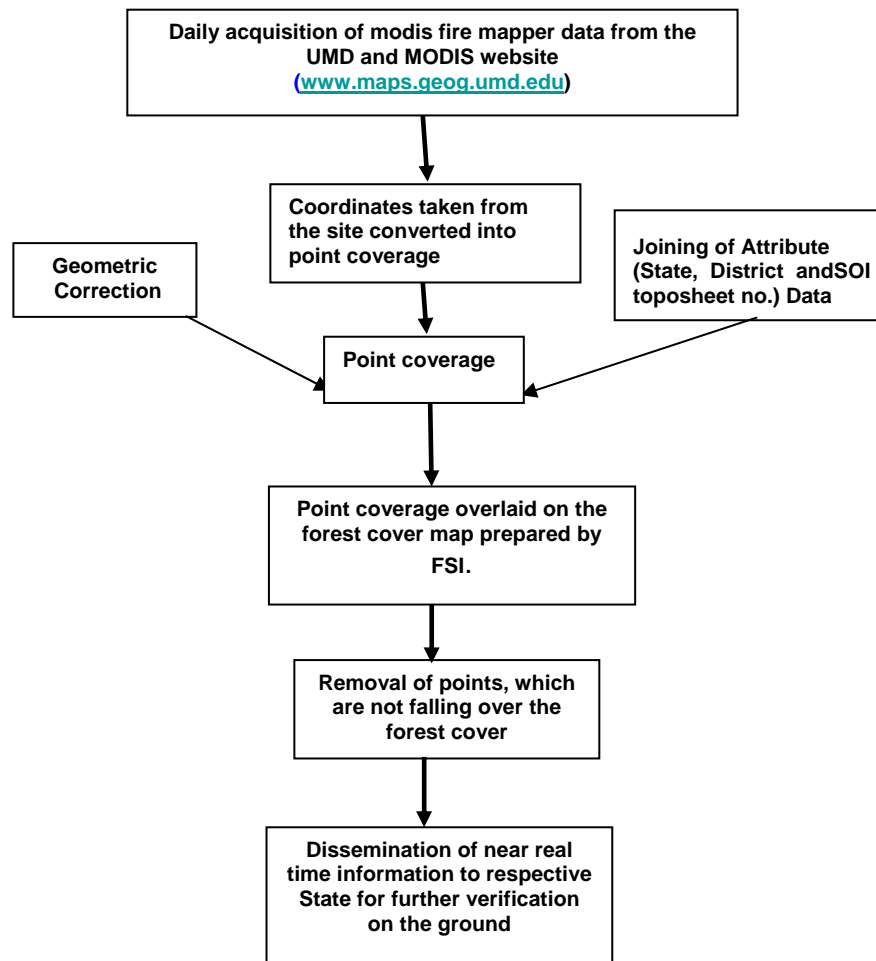 Daily acquisition of modis fire mapper data from the
UMD and MODIS website
(www.maps.geog.umd.edu)
Coordinates taken from
the site converted into
point coverage
Geometric
Correction
Joining of Attribute
(State, District andSOI
toposheet no.) Data
Point coverage
Point coverage overlaid on the
forest cover map prepared by
FSI.
Removal of points, which
are not falling over the
forest cover
Dissemination of near real
time information to respective
State for further verification
on the ground